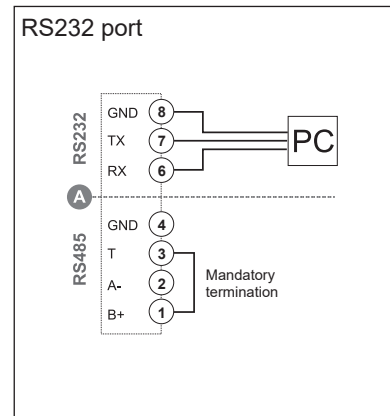 RS232 port
RS232
GND 8
TX 7
RX 6
PC
A
RS485
GND 4
T 3
A- 2
B+ 1
Mandatory
termination